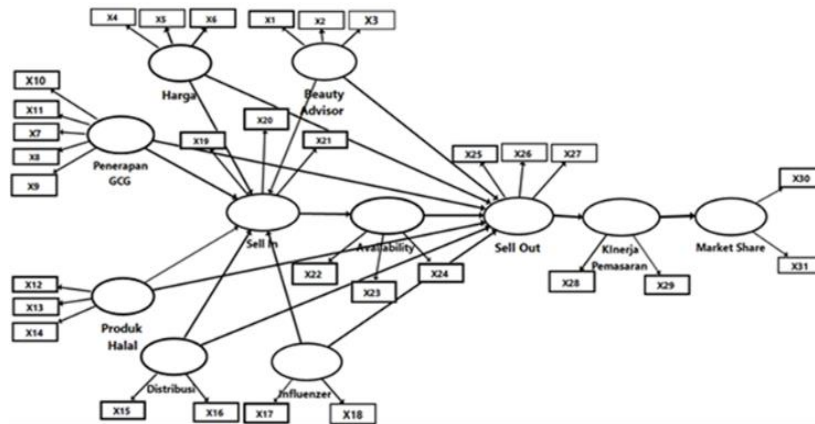 X4
X5
X6
X1
X2
X3
Harga
Beauty
Advisor
X10
X11
X7
X8
X9
Penerapan
GCG
X19
X20
X21
X25
X26
X27
X30
Sell In
Availability
Sell Out
KInerja
Pemasaran
Market Share
X22
X23
X24
X28
X29
X31
X12
X13
X14
Produk
Halal
Distribusi
Influenzer
X15
X16
X17
X18